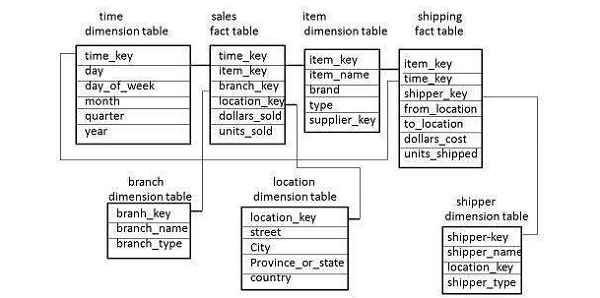 time
dimension table
time_key
day
day_of_week
month
quarter
year
sales
fact table
time_key
item_key
branch_key
location_key
dollars_sold
units_sold
item
dimension table
item_key
item_name
brand
type
supplier_key
shipping
fact table
item_key
time_key
shipper_key
from_location
to_location
dollars_cost
units_shipped
branch
dimension table
branh_key
branch_name
branch_type
location
dimension table
location_key
street
City
Province_or_state
country
shipper
dimension table
shipper-key
shipper_name
location_key
shipper_type